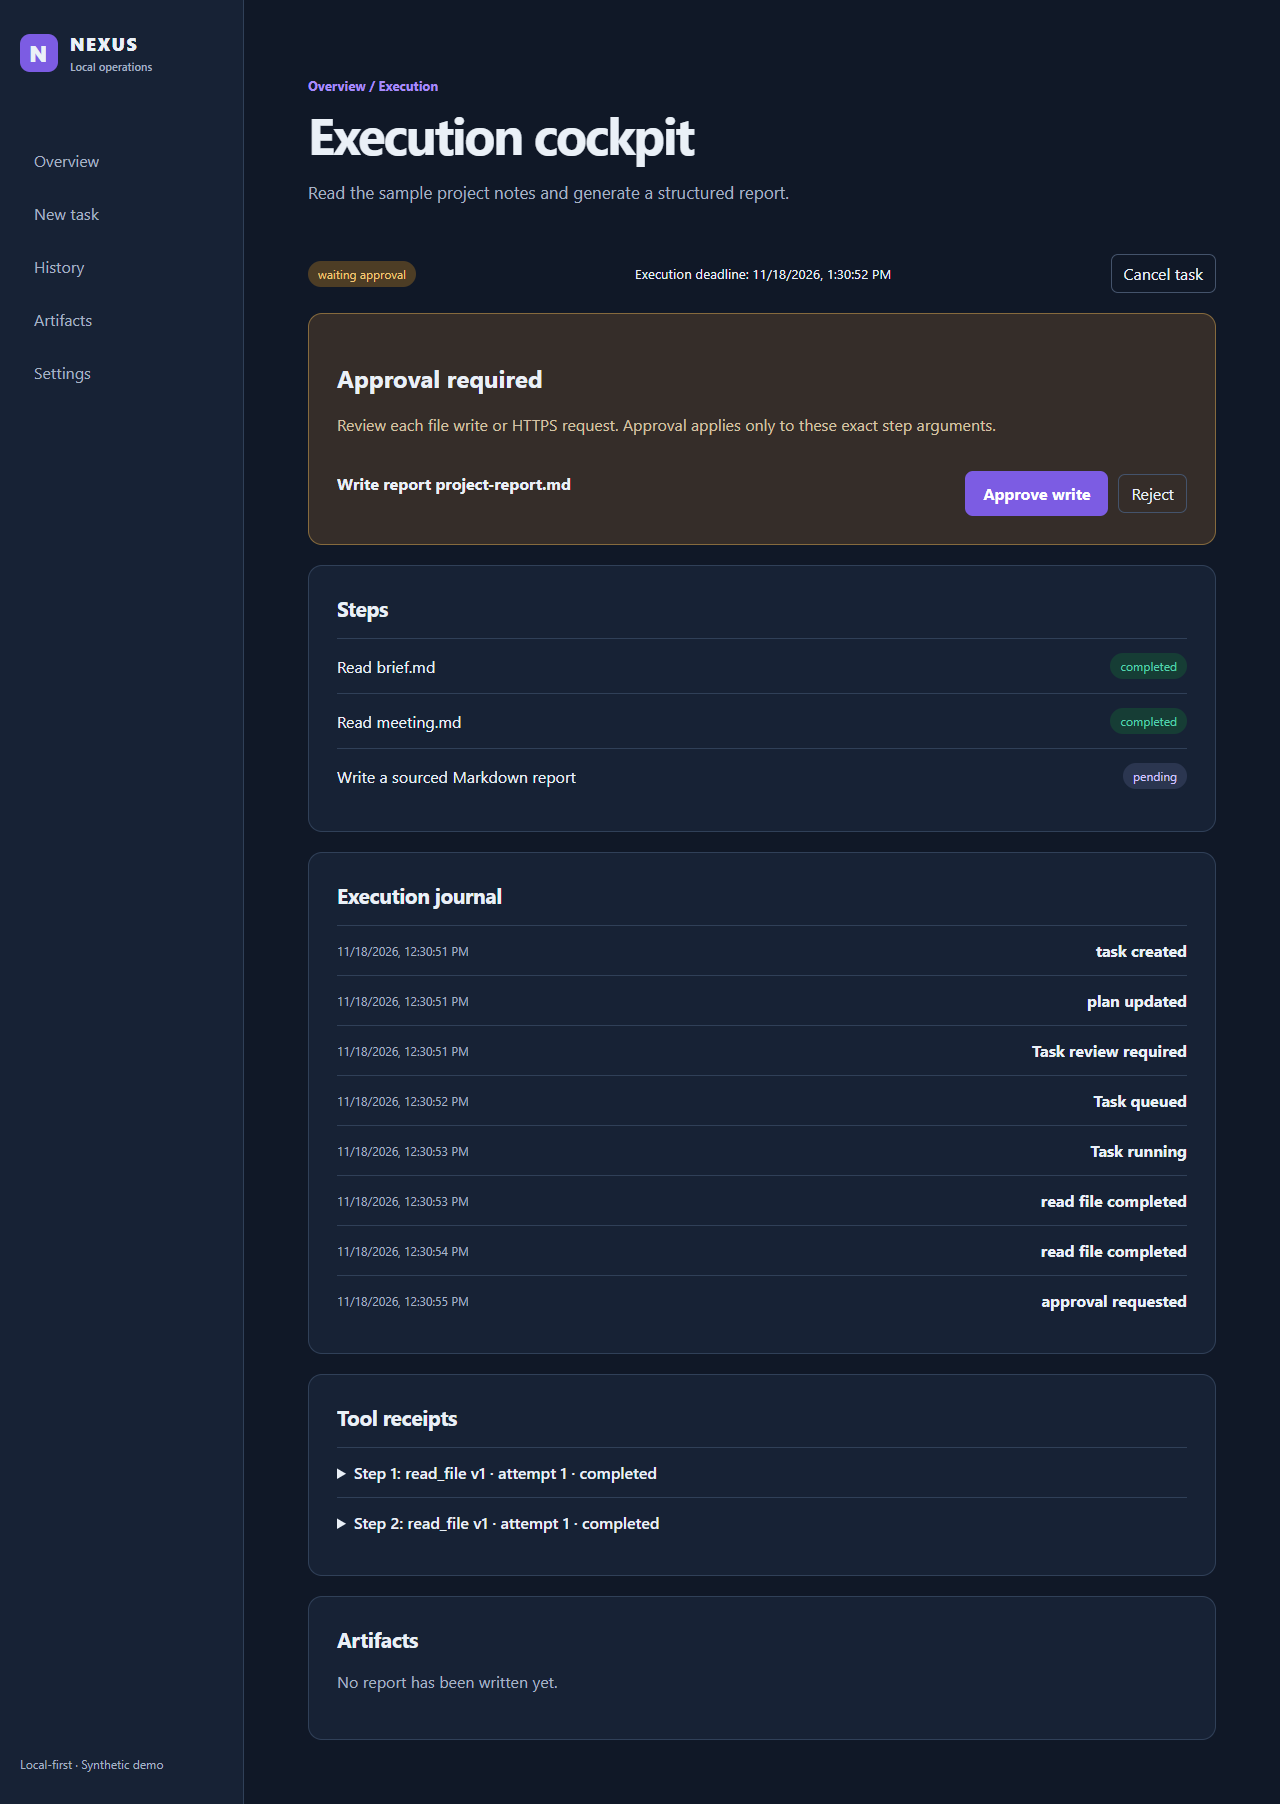 N
NEXUS
Local operations
Overview
New task
History
Artifacts
Settings
Local-first · Synthetic demo
Overview / Execution
Execution cockpit
Read the sample project notes and generate a structured report.
waiting approval
Execution deadline: 11/18/2026, 1:30:52 PM
Cancel task
Approval required
Review each file write or HTTPS request. Approval applies only to these exact step arguments.
Write report project-report.md
Approve write
Reject
Steps
Read brief.md
completed
Read meeting.md
completed
Write a sourced Markdown report
pending
Execution journal
11/18/2026, 12:30:51 PM
task created
11/18/2026, 12:30:51 PM
plan updated
11/18/2026, 12:30:51 PM
Task review required
11/18/2026, 12:30:52 PM
Task queued
11/18/2026, 12:30:53 PM
Task running
11/18/2026, 12:30:53 PM
read file completed
11/18/2026, 12:30:54 PM
read file completed
11/18/2026, 12:30:55 PM
approval requested
Tool receipts
Step 1: read_file v1 · attempt 1 · completed
Step 2: read_file v1 · attempt 1 · completed
Artifacts
No report has been written yet.